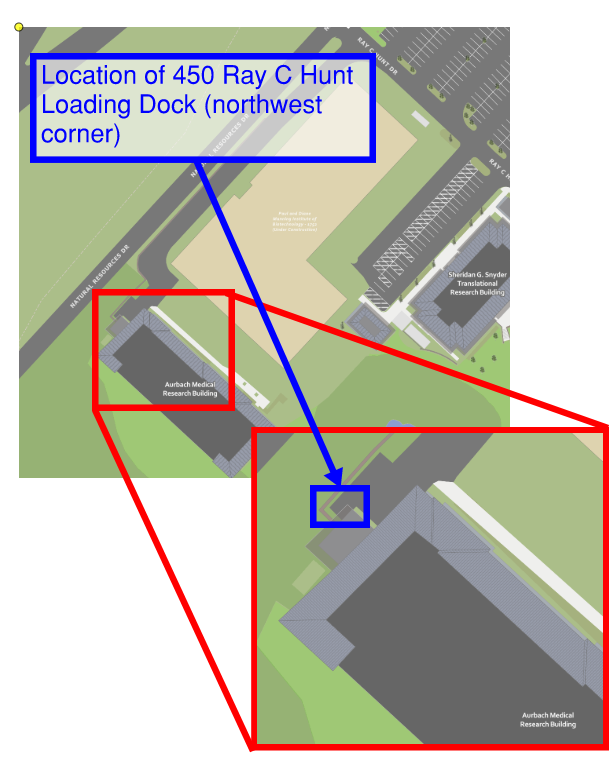 RAY C HUNT DR
Location of 450 Ray C Hunt
Loading Dock (northwest
corner)
NATURAL RESOURCES DR
RAY C H
Sheridan G. Snyder
Translational
Research Building
NATURAL RESOURCES DR
Aurbach Medical
Research Building
Aurbach Medical
Research Building